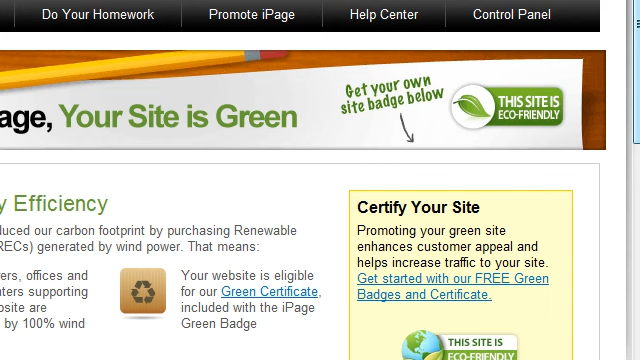 Do Your Homework
Promote iPage
Help Center
Control Panel
age, Your Site is Green
Get your own
site badge below
THIS SITE IS
ECO-FRIENDLY
y Efficiency
duced our carbon footprint by purchasing Renewable
RECs) generated by wind power. That means:
ers, offices and
nters supporting
osite are
by 100% wind
Your website is eligible
for our Green Certificate,
included with the iPage
Green Badge
Certify Your Site
Promoting your green site
enhances customer appeal and
helps increase traffic to your site.
Get started with our FREE Green
Badges and Certificate.
THIS SITE IS
ECO-FRIENDLY